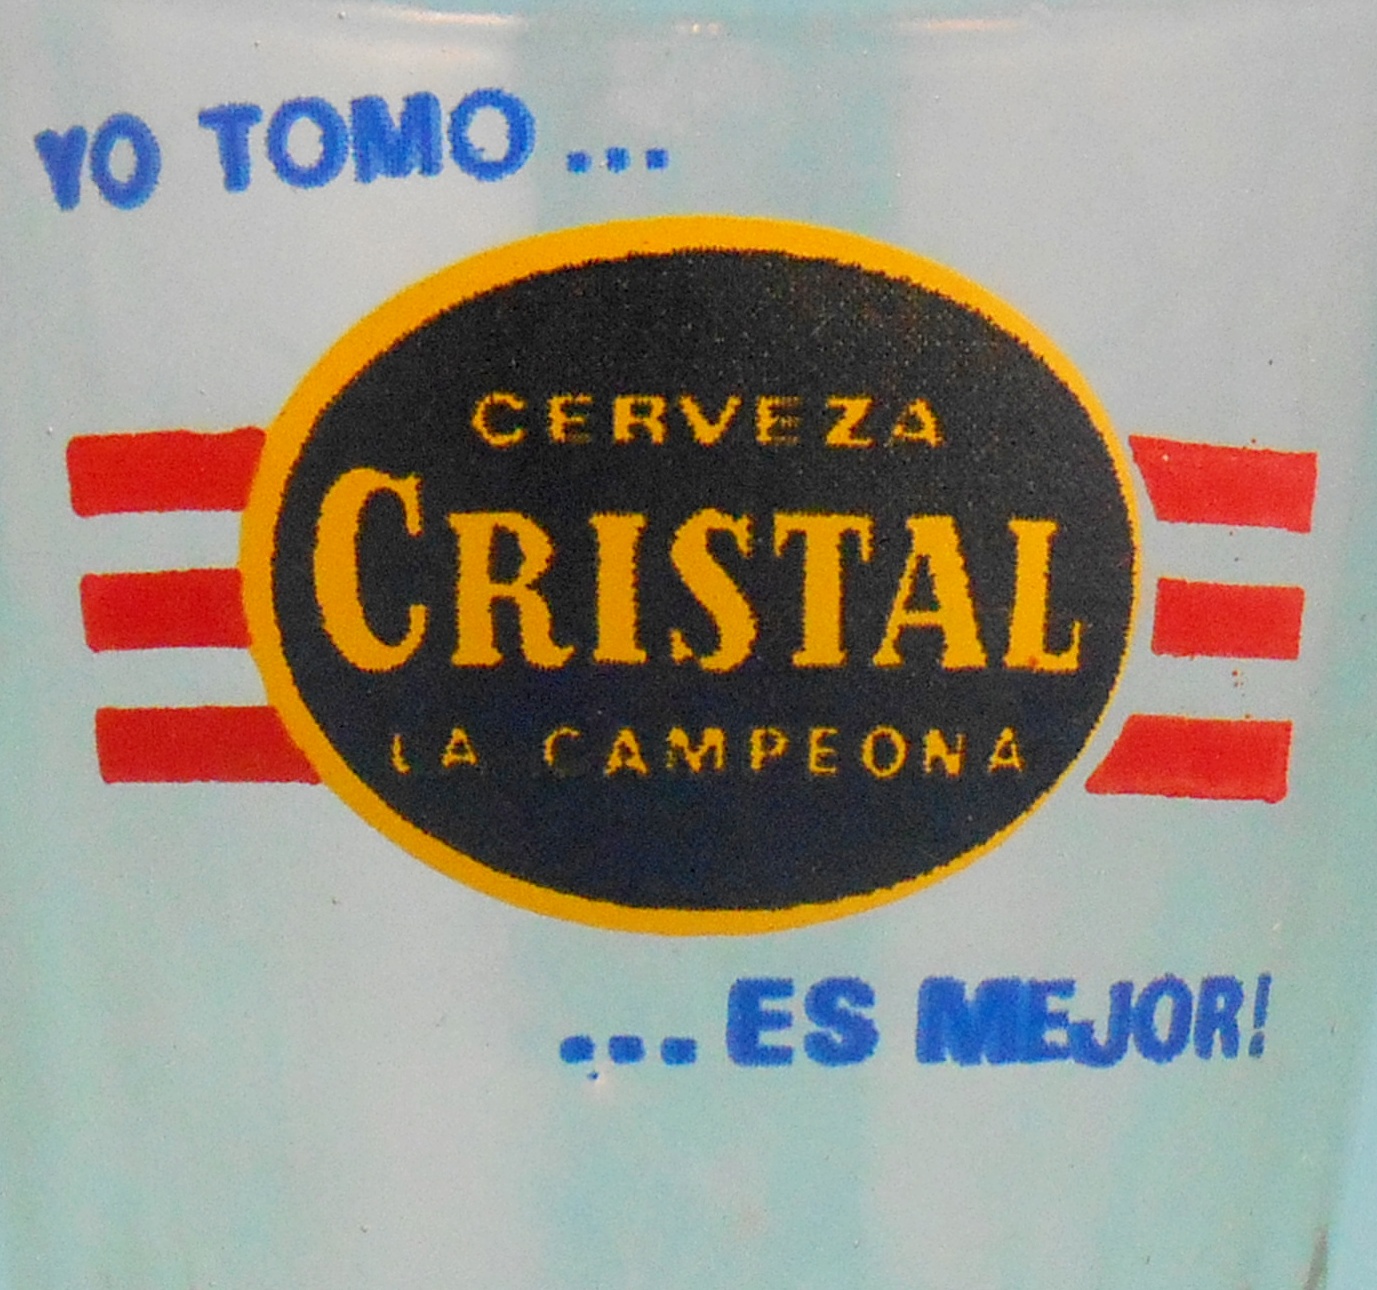 YO TOMO...
CERVEZA
CRISTAL
LA CAMPEONA
...ES MEJOR!